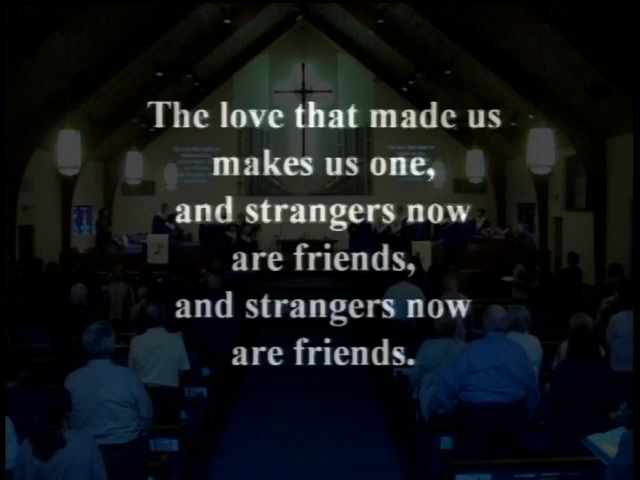 The love that made us
makes us one,
and strangers now
are friends,
and strangers now
are friends.